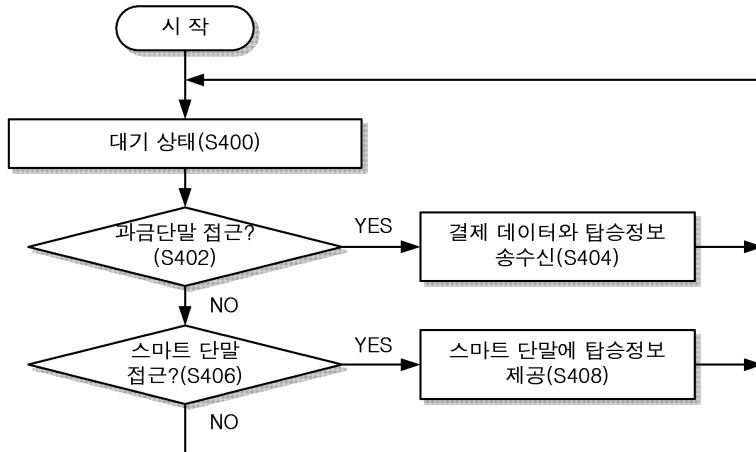 시 작
대기 상태(S400)
과금단말 접근?
(S402)
YES
결제 데이터와 탑승정보
송수신(S404)
NO
스마트 단말
접근?(S406)
YES
스마트 단말에 탑승정보
제공(S408)
NO